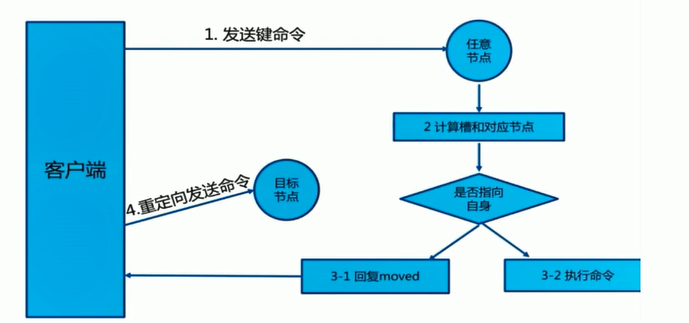 1. 发送键命令
任意
节点
2 计算槽和对应节点
客户端
是否指向
自身
4.重定向发送命令
目标
节点
3-1 回复moved
3-2 执行命令